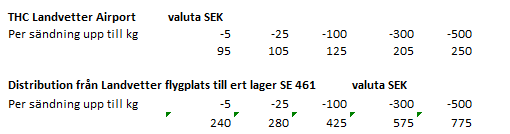 THC Landvetter Airport valuta SEK
Per sändning upp till kg -5 -25 -100 -300 -500
95 105 125 205 250
Distribution från Landvetter flygplats till ert lager SE 461 valuta SEK
Per sändning upp till kg -5 -25 -100 -300 -500
240 280 425 575 775